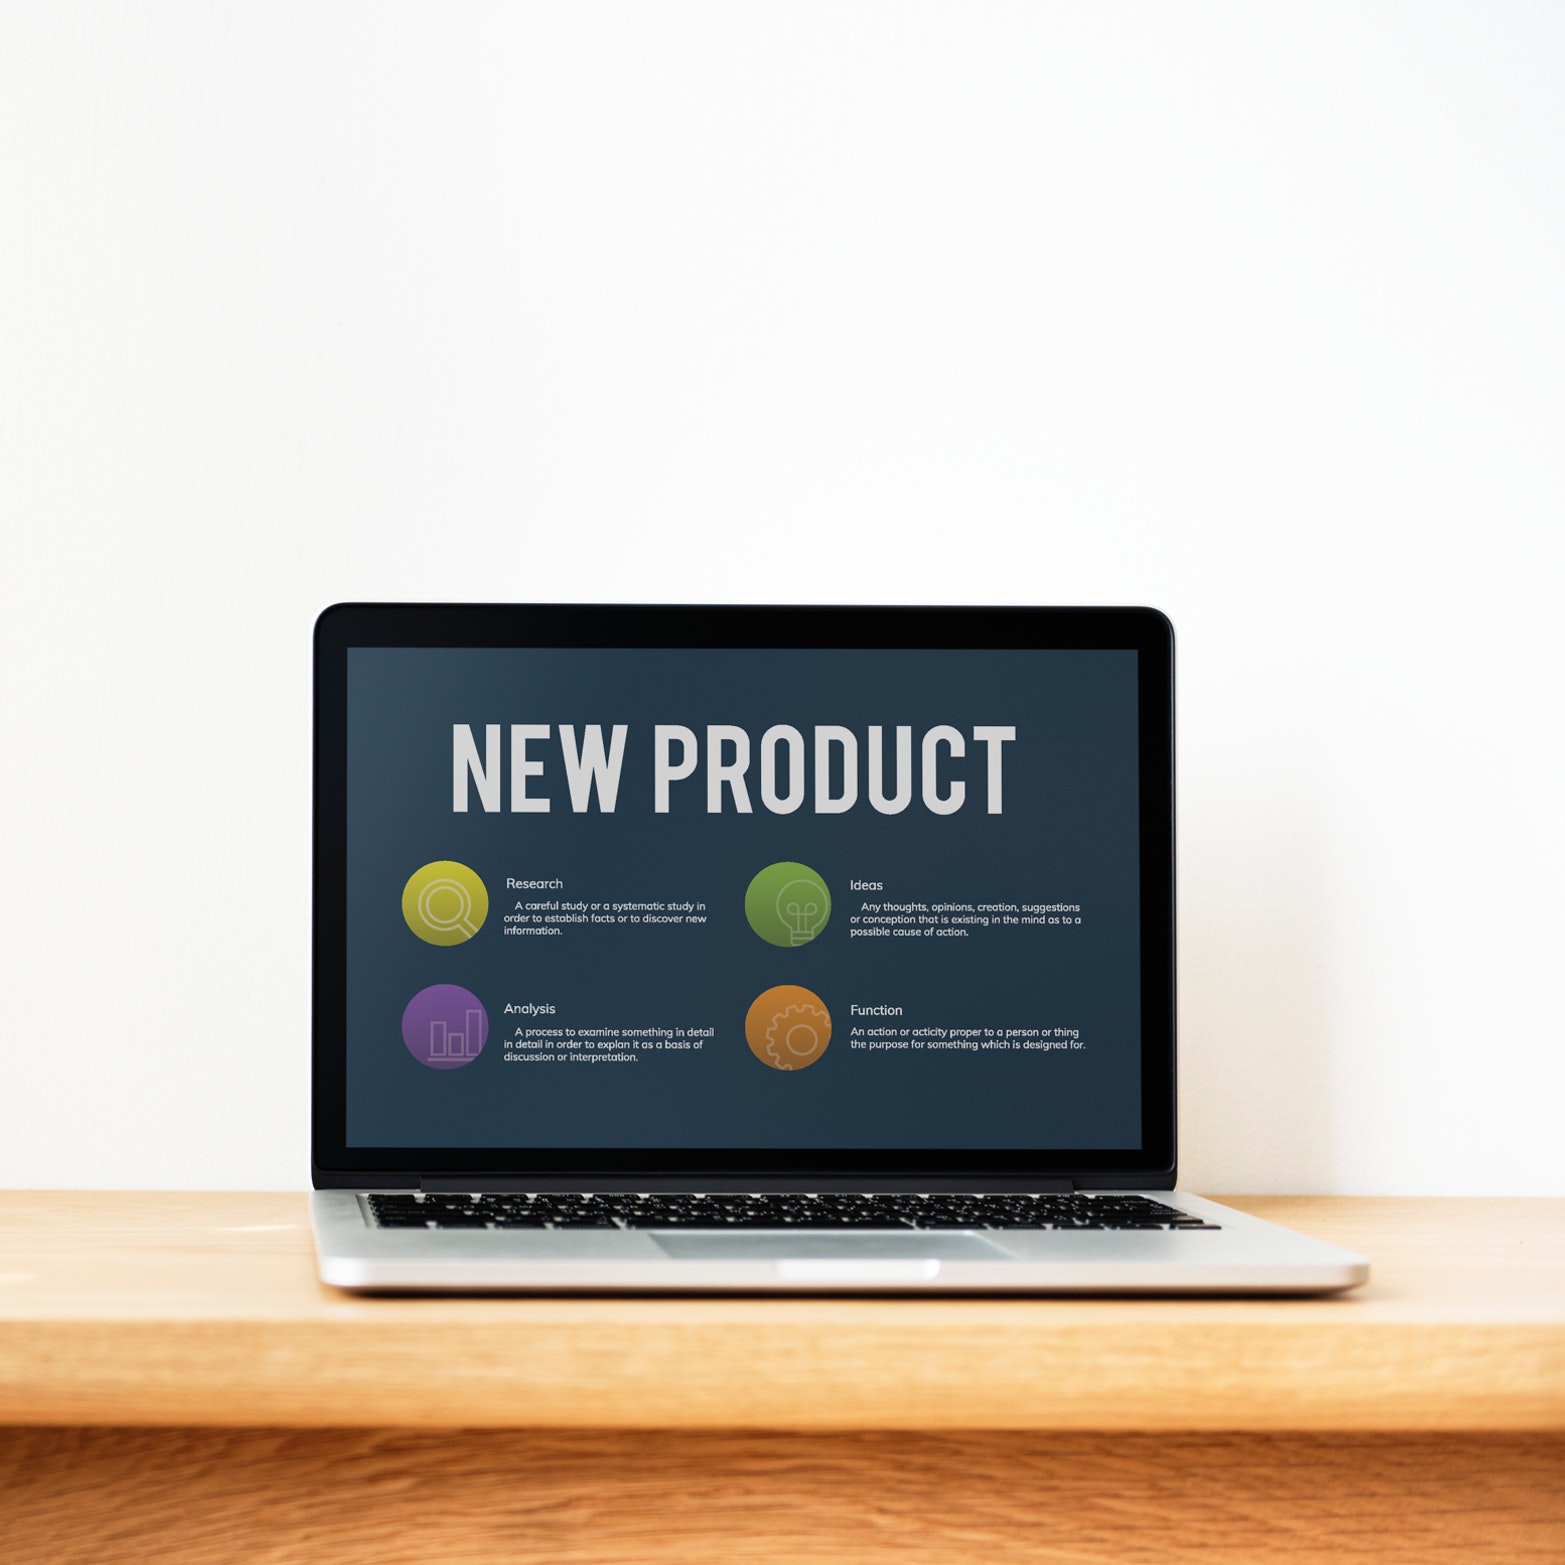 NEW PRODUCT
Research
A careful study or a systematic study in
order to establish facts or to discover new
information.
Ideas
Any thoughts, opinions, creation, suggestions
or conception that is existing in the mind as to a
possible cause of action.
Analysis
A process to examine something in detail
in detail in order to explan it as a basis of
discussion or interpretation.
Function
An action or acticity proper to a person or thing
the purpose for something which is designed for.